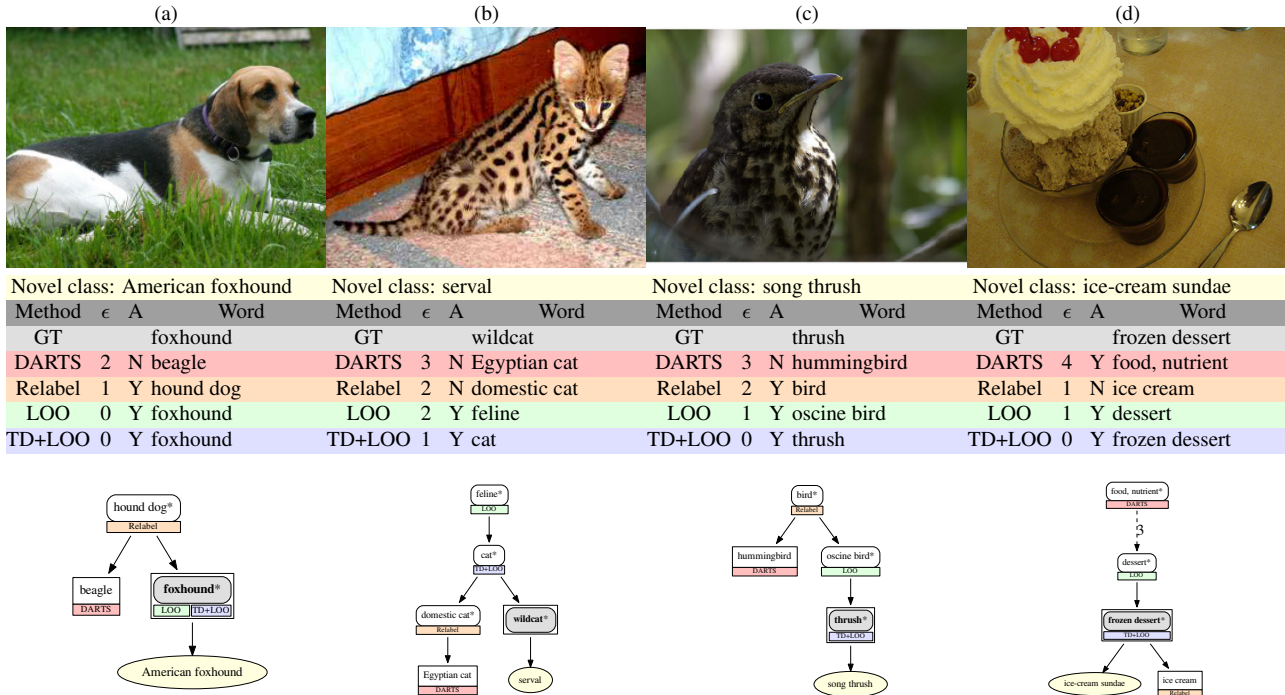 (a) (b) (c) (d)
Novel class: American foxhound
Method ϵ A Word
GT foxhound
DARTS 2 N beagle
Relabel 1 Y hound dog
LOO 0 Y foxhound
TD+LOO 0 Y foxhound
Novel class: serval
Method ϵ A Word
GT wildcat
DARTS 3 N Egyptian cat
Relabel 2 N domestic cat
LOO 2 Y feline
TD+LOO 1 Y cat
Novel class: song thrush
Method ϵ A Word
GT thrush
DARTS 3 N hummingbird
Relabel 2 Y bird
LOO 1 Y oscine bird
TD+LOO 0 Y thrush
Novel class: ice-cream sundae
Method ϵ A Word
GT frozen dessert
DARTS 4 Y food, nutrient
Relabel 1 N ice cream
LOO 1 Y dessert
TD+LOO 0 Y frozen dessert
hound dog*
Relabel
beagle
DARTS
foxhound*
LOO TD+LOO
American foxhound
feline*
LOO
cat*
TD+LOO
domestic cat*
Relabel
wildcat*
Egyptian cat
DARTS
serval
bird*
Relabel
hummingbird
DARTS
oscine bird*
LOO
thrush*
TD+LOO
song thrush
food, nutrient*
DARTS
3
dessert*
LOO
frozen dessert*
TD+LOO
ice-cream sundae
ice cream
Relabel